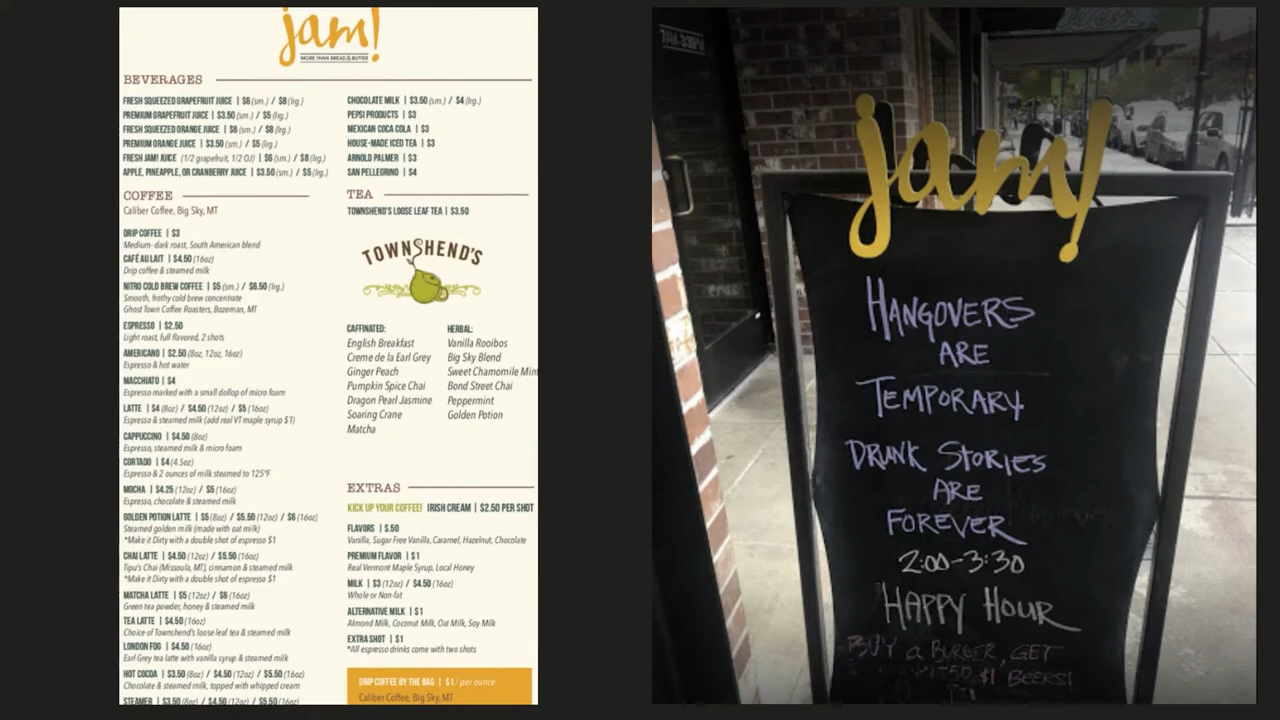 jam!
MORE THAN BREAD & BUTTER
BEVERAGES
FRESH SQUEEZED GRAPEFRUIT JUICE | $6 (sm.) / $8 (lrg.)
PREMIUM GRAPEFRUIT JUICE | $3.50 (sm.) / $5 (lrg.)
FRESH SQUEEZED ORANGE JUICE | $6 (sm.) / $8 (lrg.)
PREMIUM ORANGE JUICE | $3.50 (sm.) / $5 (lrg.)
FRESH JAM! JUICE (1/2 grapefruit, 1/2 OJ) | $6 (sm.) / $8 (lrg.)
APPLE, PINEAPPLE, OR CRANBERRY JUICE | $3.50 (sm.) / $5 (lrg.)
CHOCOLATE MILK | $3.50 (sm.) / $4 (lrg.)
PEPSI PRODUCTS | $3
MEXICAN COCA COLA | $3
HOUSE-MADE ICED TEA | $3
ARNOLD PALMER | $3
SAN PELLEGRINO | $4
COFFEE
Caliber Coffee, Big Sky, MT
DRIP COFFEE | $3
Medium-dark roast, South American blend
CAFÉ AU LAIT | $4.50 (16oz)
Drip coffee & steamed milk
NITRO COLD BREW COFFEE | $5 (sm.) / $6.50 (lrg.)
Smooth, frothy cold brew concentrate
Ghost Town Coffee Roasters, Bozeman, MT
ESPRESSO | $2.50
Light roast, full flavored, 2 shots
AMERICANO | $2.50 (8oz, 12oz, 16oz)
Espresso & hot water
MACCHIATO | $4
Espresso marked with a small dollop of micro foam
LATTE | $4 (8oz) / $4.50 (12oz) / $5 (16oz)
Espresso & steamed milk (add real VT maple syrup $1)
CAPPUCCINO | $4.50 (8oz)
Espresso, steamed milk & micro foam
CORTADO | $4 (4.5oz)
Espresso & 2 ounces of milk steamed to 125°F
MOCHA | $4.25 (12oz) / $5 (16oz)
Espresso, chocolate & steamed milk
GOLDEN POTION LATTE | $5 (8oz) / $5.50 (12oz) / $6 (16oz)
Steamed golden milk (made with oat milk)
*Make it Dirty with a double shot of espresso $1
CHAI LATTE | $4.50 (12oz) / $5.50 (16oz)
Tipu's Chai (Missoula, MT), cinnamon & steamed milk
*Make it Dirty with a double shot of espresso $1
MATCHA LATTE | $5 (12oz) / $6 (16oz)
Green tea powder, honey & steamed milk
TEA LATTE | $4.50 (16oz)
Choice of Townshend's loose leaf tea & steamed milk
LONDON FOG | $4.50 (16oz)
Earl Grey tea latte with vanilla syrup & steamed milk
HOT COCOA | $3.50 (8oz) / $4.50 (12oz) / $5.50 (16oz)
Chocolate & steamed milk, topped with whipped cream
STEAMER | $3.50 (8oz) / $4.50 (12oz) / $5.50 (16oz)
TEA
TOWNSHEND'S LOOSE LEAF TEA | $3.50
TOWNSHEND'S
CAFFINATED:
English Breakfast
Creme de la Earl Grey
Ginger Peach
Pumpkin Spice Chai
Dragon Pearl Jasmine
Soaring Crane
Matcha
HERBAL:
Vanilla Rooibos
Big Sky Blend
Sweet Chamomile Mint
Bond Street Chai
Peppermint
Golden Potion
EXTRAS
KICK UP YOUR COFFEE! IRISH CREAM | $2.50 PER SHOT
FLAVORS | $.50
Vanilla, Sugar Free Vanilla, Caramel, Hazelnut, Chocolate
PREMIUM FLAVOR | $1
Real Vermont Maple Syrup, Local Honey
MILK | $3 (12oz) / $4.50 (16oz)
Whole or Non-fat
ALTERNATIVE MILK | $1
Almond Milk, Coconut Milk, Oat Milk, Soy Milk
EXTRA SHOT | $1
*All espresso drinks come with two shots
DRIP COFFEE BY THE BAG | $1 / per ounce
Caliber Coffee, Big Sky, MT
jam!
HANGOVERS
ARE
TEMPORARY
DRUNK STORIES
ARE
FOREVER
2:00-3:30
HAPPY HOUR
BUY a BURGER, GET
$1 BEERS!